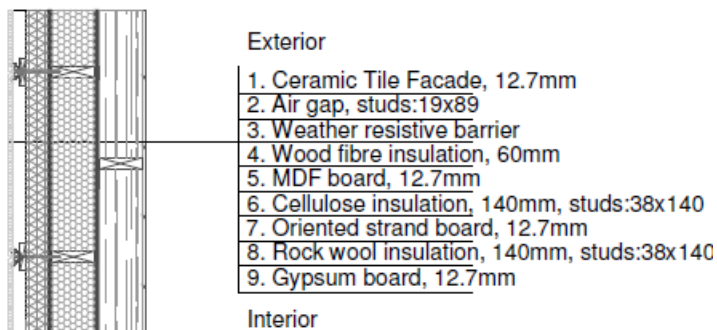 Exterior
1. Ceramic Tile Facade, 12.7mm
2. Air gap, studs:19x89
3. Weather resistive barrier
4. Wood fibre insulation, 60mm
5. MDF board, 12.7mm
6. Cellulose insulation, 140mm, studs:38x140
7. Oriented strand board, 12.7mm
8. Rock wool insulation, 140mm, studs:38x140
9. Gypsum board, 12.7mm
Interior